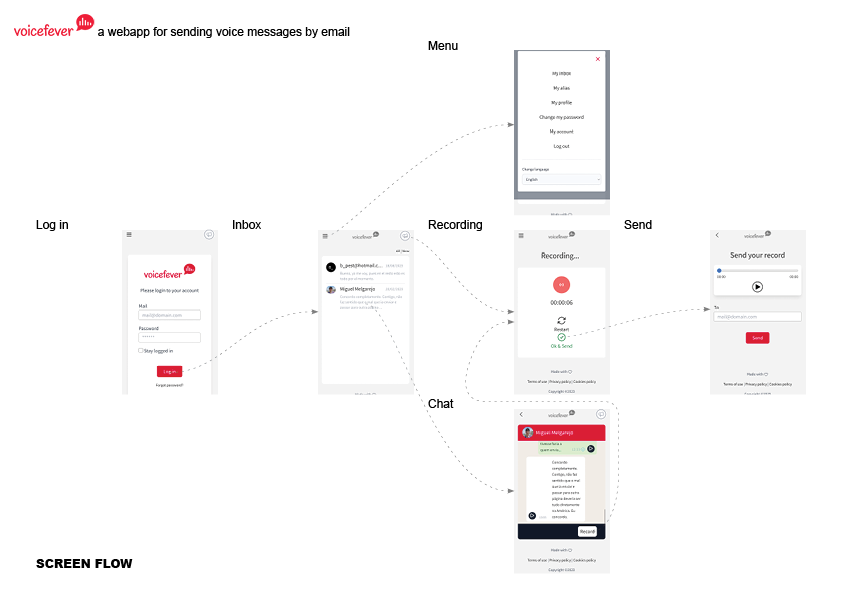 voicefever
a webapp for sending voice messages by email
Menu
My inbox
My alias
My profile
Change my password
My account
Log out
Change language
English
Made with
Log in
Inbox
Recording
Send
voicefever
Please login to your account
Mail
mail@domain.com
Password
Stay logged in
Log in
Forgot password?
voicefever
b_pest@hotmail.c...
Miguel Melgarejo
voicefever
Recording...
00:00:06
Restart
Ok & Send
Made with
Terms of use | Privacy policy | Cookies policy
Copyright ©2023
voicefever
Send your record
00:00
To
mail@domain.com
Send
Made with
Terms of use | Privacy policy | Cookies policy
Chat
voicefever
Miguel Melgarejo
Record!
Made with
Terms of use | Privacy policy | Cookies policy
Copyright ©2023
SCREEN FLOW